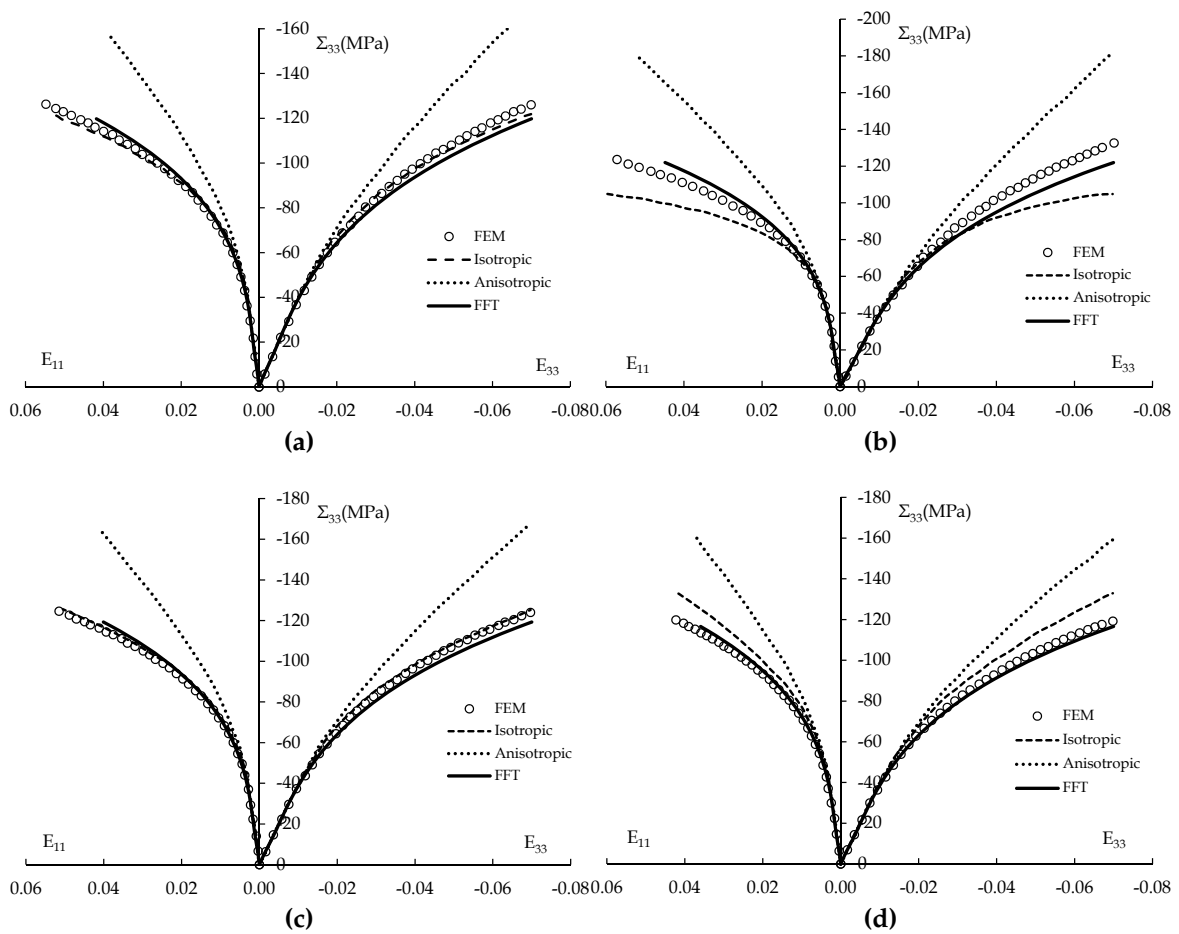 -160
Σ33(MPa)
-140
-120
-100
-80
-60
-40
-20
0
FEM
Isotropic
Anisotropic
FFT
E11
E33
0.06 0.04 0.02 0.00 -0.02 -0.04 -0.06 -0.08
(a)
-200
Σ33(MPa)
-180
-160
-140
-120
-100
-80
-60
-40
-20
0
FEM
Isotropic
Anisotropic
FFT
E11
E33
0.06 0.04 0.02 0.00 -0.02 -0.04 -0.06 -0.08
(b)
-180
Σ33(MPa)
-160
-140
-120
-100
-80
-60
-40
-20
0
FEM
Isotropic
Anisotropic
FFT
E11
E33
0.06 0.04 0.02 0.00 -0.02 -0.04 -0.06 -0.08
(c)
-180
Σ33(MPa)
-160
-140
-120
-100
-80
-60
-40
-20
0
FEM
Isotropic
Anisotropic
FFT
E11
E33
0.06 0.04 0.02 0.00 -0.02 -0.04 -0.06 -0.08
(d)